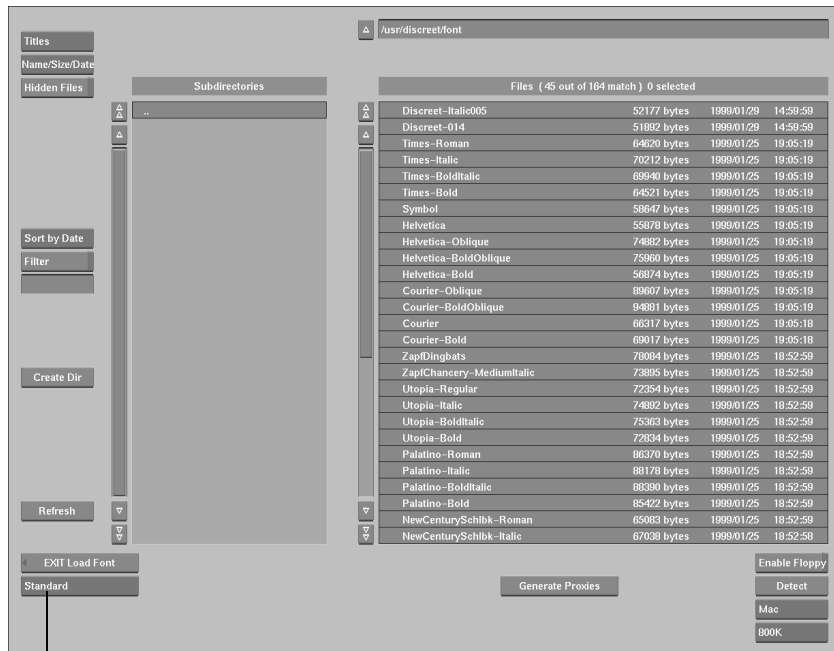 /usr/discreet/font
Titles
Name/Size/Date
Hidden Files
Subdirectories
Files ( 45 out of 164 match ) 0 selected
..
Discreet-Italic005 52177 bytes 1999/01/29 14:59:59
Discreet-014 51892 bytes 1999/01/29 14:59:59
Times-Roman 64620 bytes 1999/01/25 19:05:19
Times-Italic 70212 bytes 1999/01/25 19:05:19
Times-BoldItalic 69940 bytes 1999/01/25 19:05:19
Times-Bold 64521 bytes 1999/01/25 19:05:19
Symbol 58647 bytes 1999/01/25 19:05:19
Helvetica 55878 bytes 1999/01/25 19:05:19
Helvetica-Oblique 74882 bytes 1999/01/25 19:05:19
Helvetica-BoldOblique 75960 bytes 1999/01/25 19:05:19
Helvetica-Bold 56874 bytes 1999/01/25 19:05:19
Courier-Oblique 89607 bytes 1999/01/25 19:05:19
Courier-BoldOblique 94881 bytes 1999/01/25 19:05:19
Courier 66317 bytes 1999/01/25 19:05:18
Courier-Bold 69017 bytes 1999/01/25 19:05:18
ZapfDingbats 78084 bytes 1999/01/25 18:52:59
ZapfChancery-MediumItalic 73895 bytes 1999/01/25 18:52:59
Utopia-Regular 72354 bytes 1999/01/25 18:52:59
Utopia-Italic 74892 bytes 1999/01/25 18:52:59
Utopia-BoldItalic 75363 bytes 1999/01/25 18:52:59
Utopia-Bold 72834 bytes 1999/01/25 18:52:59
Palatino-Roman 86370 bytes 1999/01/25 18:52:59
Palatino-Italic 88178 bytes 1999/01/25 18:52:59
Palatino-BoldItalic 88390 bytes 1999/01/25 18:52:59
Palatino-Bold 85422 bytes 1999/01/25 18:52:59
NewCenturySchlbk-Roman 65083 bytes 1999/01/25 18:52:59
NewCenturySchlbk-Italic 67038 bytes 1999/01/25 18:52:58
Sort by Date
Filter
Create Dir
Refresh
EXIT Load Font
Standard
Generate Proxies
Enable Floppy
Detect
Mac
800K